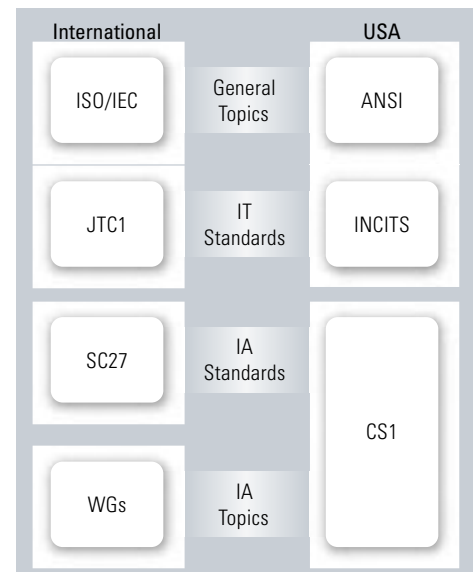 International
USA
ISO/IEC
General
Topics
ANSI
JTC1
IT
Standards
INCITS
SC27
IA
Standards
CS1
WGs
IA
Topics